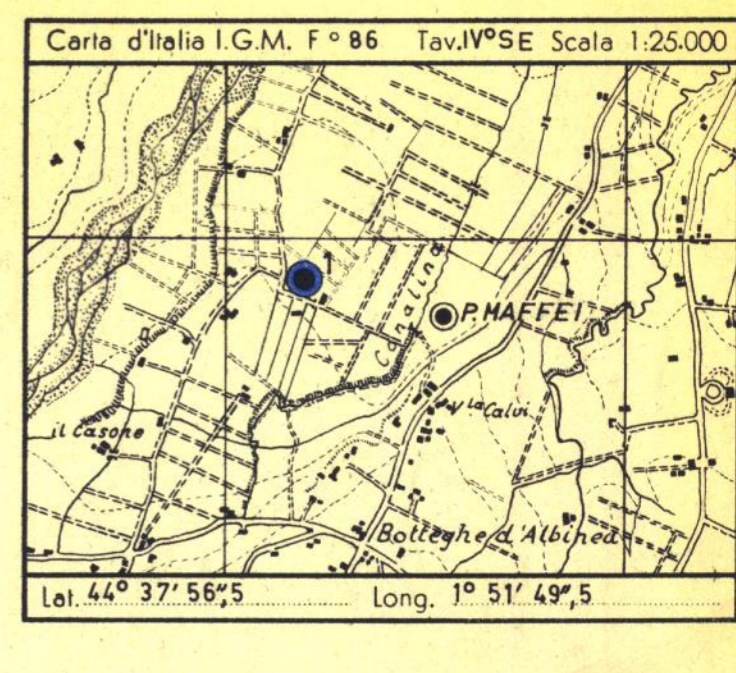 Carta d'Italia I.G.M. F° 86 Tav. IV° SE Scala 1:25.000
1
Canalina
P. MAFFEI
V.la Calvi
il Casone
Botteghe d'Albinea
Lat. 44° 37' 56",5 Long. 1° 51' 49",5